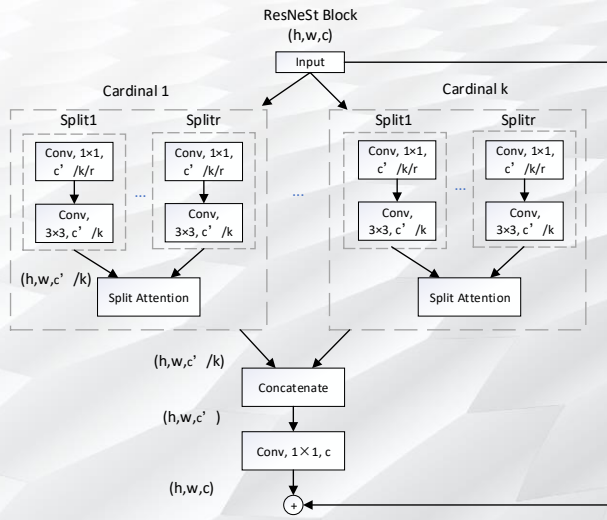 ResNeSt Block
(h,w,c)
Input
Cardinal 1
Cardinal k
Split1
Splitr
Split1
Splitr
Conv, 1×1,
c’/k/r
Conv, 1×1,
c’/k/r
Conv, 1×1,
c’/k/r
Conv, 1×1,
c’/k/r
...
...
...
Conv,
3×3, c’/k
Conv,
3×3, c’/k
Conv,
3×3, c’/k
Conv,
3×3, c’/k
(h,w,c’/k)
Split Attention
Split Attention
(h,w,c’/k)
Concatenate
(h,w,c’)
Conv, 1×1, c
(h,w,c)
+